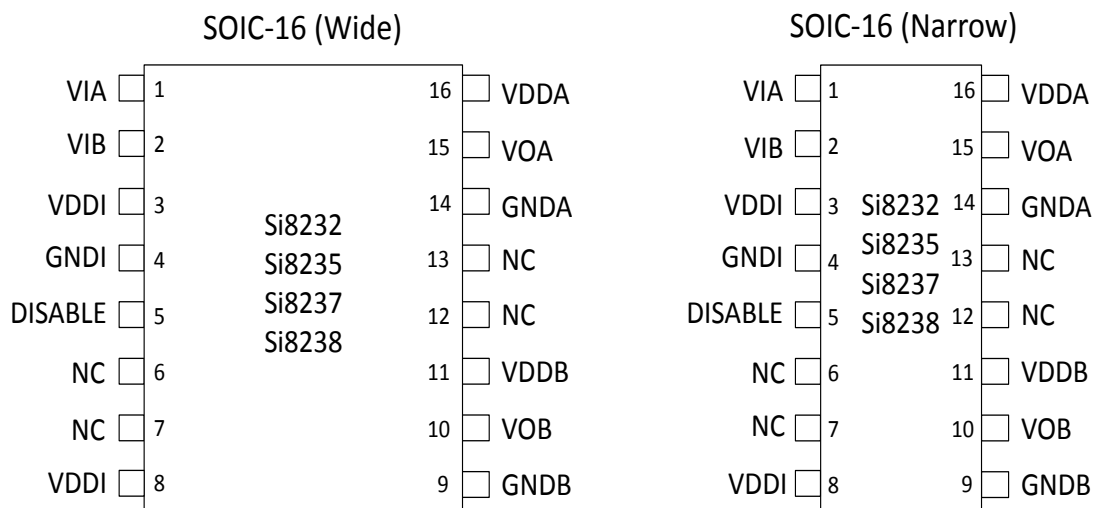 SOIC-16 (Wide)
VIA 1 16 VDDA
VIB 2 15 VOA
VDDI 3 14 GNDA
GNDI 4 13 NC
DISABLE 5 12 NC
NC 6 11 VDDB
NC 7 10 VOB
VDDI 8 9 GNDB
Si8232
Si8235
Si8237
Si8238
SOIC-16 (Narrow)
VIA 1 16 VDDA
VIB 2 15 VOA
VDDI 3 14 GNDA
GNDI 4 13 NC
DISABLE 5 12 NC
NC 6 11 VDDB
NC 7 10 VOB
VDDI 8 9 GNDB
Si8232
Si8235
Si8237
Si8238